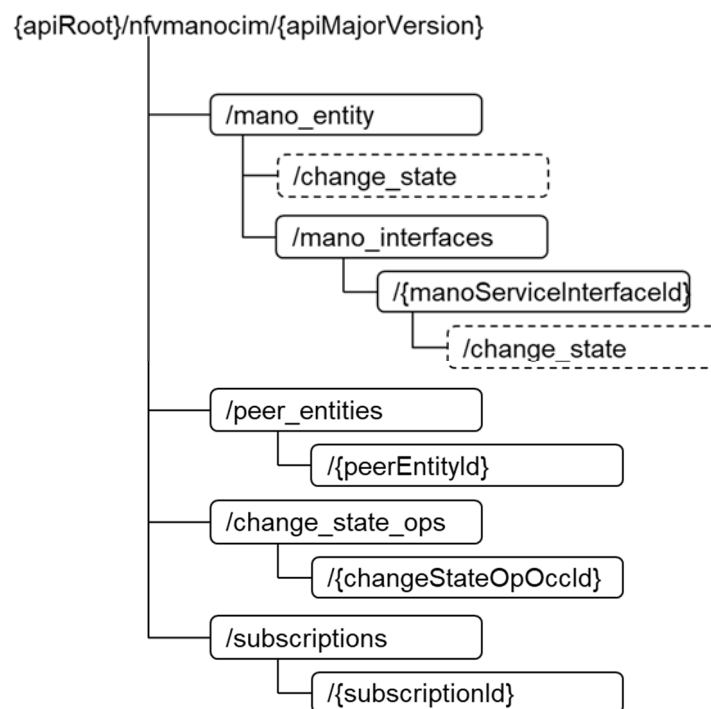 {apiRoot}/nfvmanocim/{apiMajorVersion}
/mano_entity
/change_state
/mano_interfaces
/{manoServiceInterfaceId}
/change_state
/peer_entities
/{peerEntityId}
/change_state_ops
/{changeStateOpOccId}
/subscriptions
/{subscriptionId}